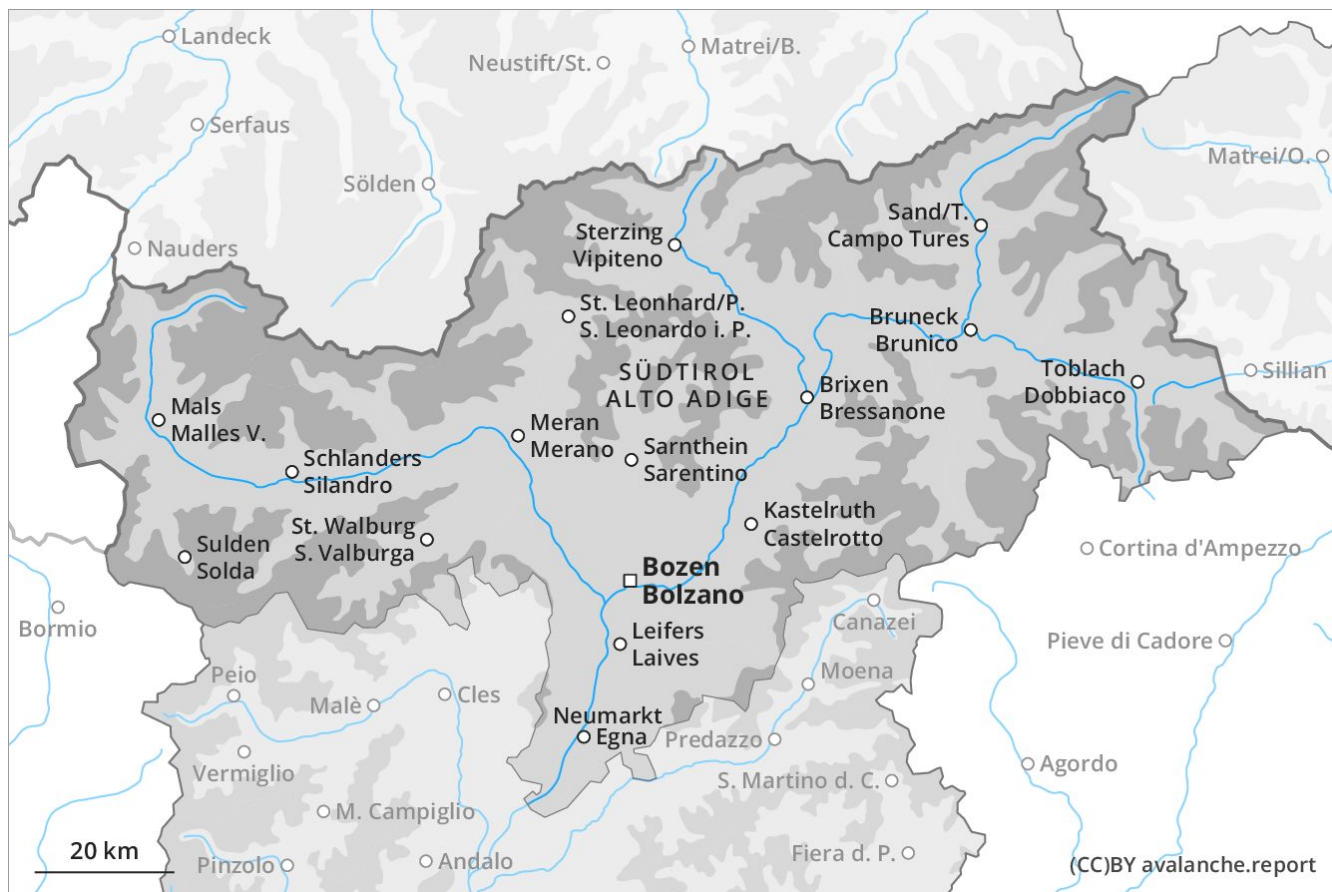 Landeck
Matrei/B.
Neustift/St.
Serfaus
Matrei/O.
Sölden
Sand/T.
Campo Tures
Sterzing
Vipiteno
Nauders
St. Leonhard/P.
S. Leonardo i. P.
Bruneck
Brunico
SÜDTIROL
ALTO ADIGE
Toblach
Dobbiaco
Sillian
Brixen
Bressanone
Mals
Malles V.
Meran
Merano
Sarnthein
Sarentino
Schlanders
Silandro
Kastelruth
Castelrotto
St. Walburg
S. Valburga
Sulden
Solda
Cortina d'Ampezzo
Bozen
Bolzano
Bormio
Canazei
Leifers
Laives
Pieve di Cadore
Peio
Moena
Malè
Cles
Neumarkt
Egna
Predazzo
Vermiglio
Agordo
S. Martino d. C.
M. Campiglio
20 km
Pinzolo
Andalo
Fiera d. P.
(CC)BY avalanche.report